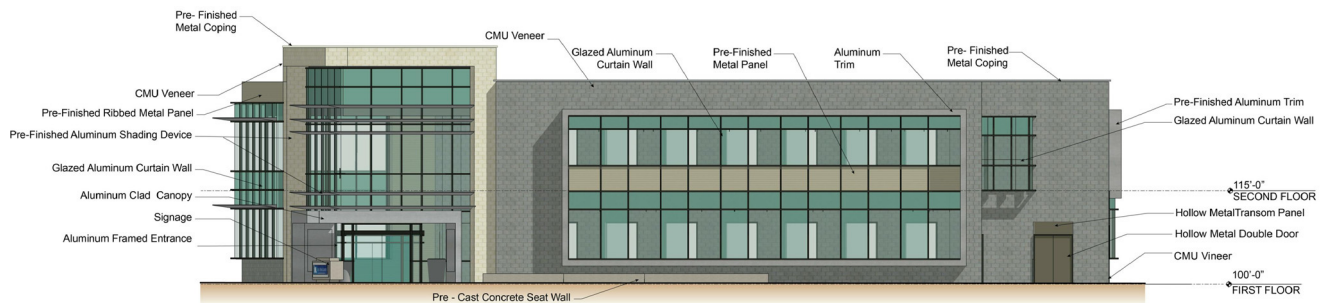 Pre- Finished
Metal Coping
CMU Veneer
Pre-Finished Ribbed Metal Panel
Pre-Finished Aluminum Shading Device
Glazed Aluminum Curtain Wall
Aluminum Clad Canopy
Signage
Aluminum Framed Entrance
CMU Veneer
Glazed Aluminum
Curtain Wall
Pre-Finished
Metal Panel
Aluminum
Trim
Pre- Finished
Metal Coping
Pre-Finished Aluminum Trim
Glazed Aluminum Curtain Wall
115'-0"
SECOND FLOOR
Hollow MetalTransom Panel
Hollow Metal Double Door
CMU Vineer
100'-0"
FIRST FLOOR
Pre - Cast Concrete Seat Wall